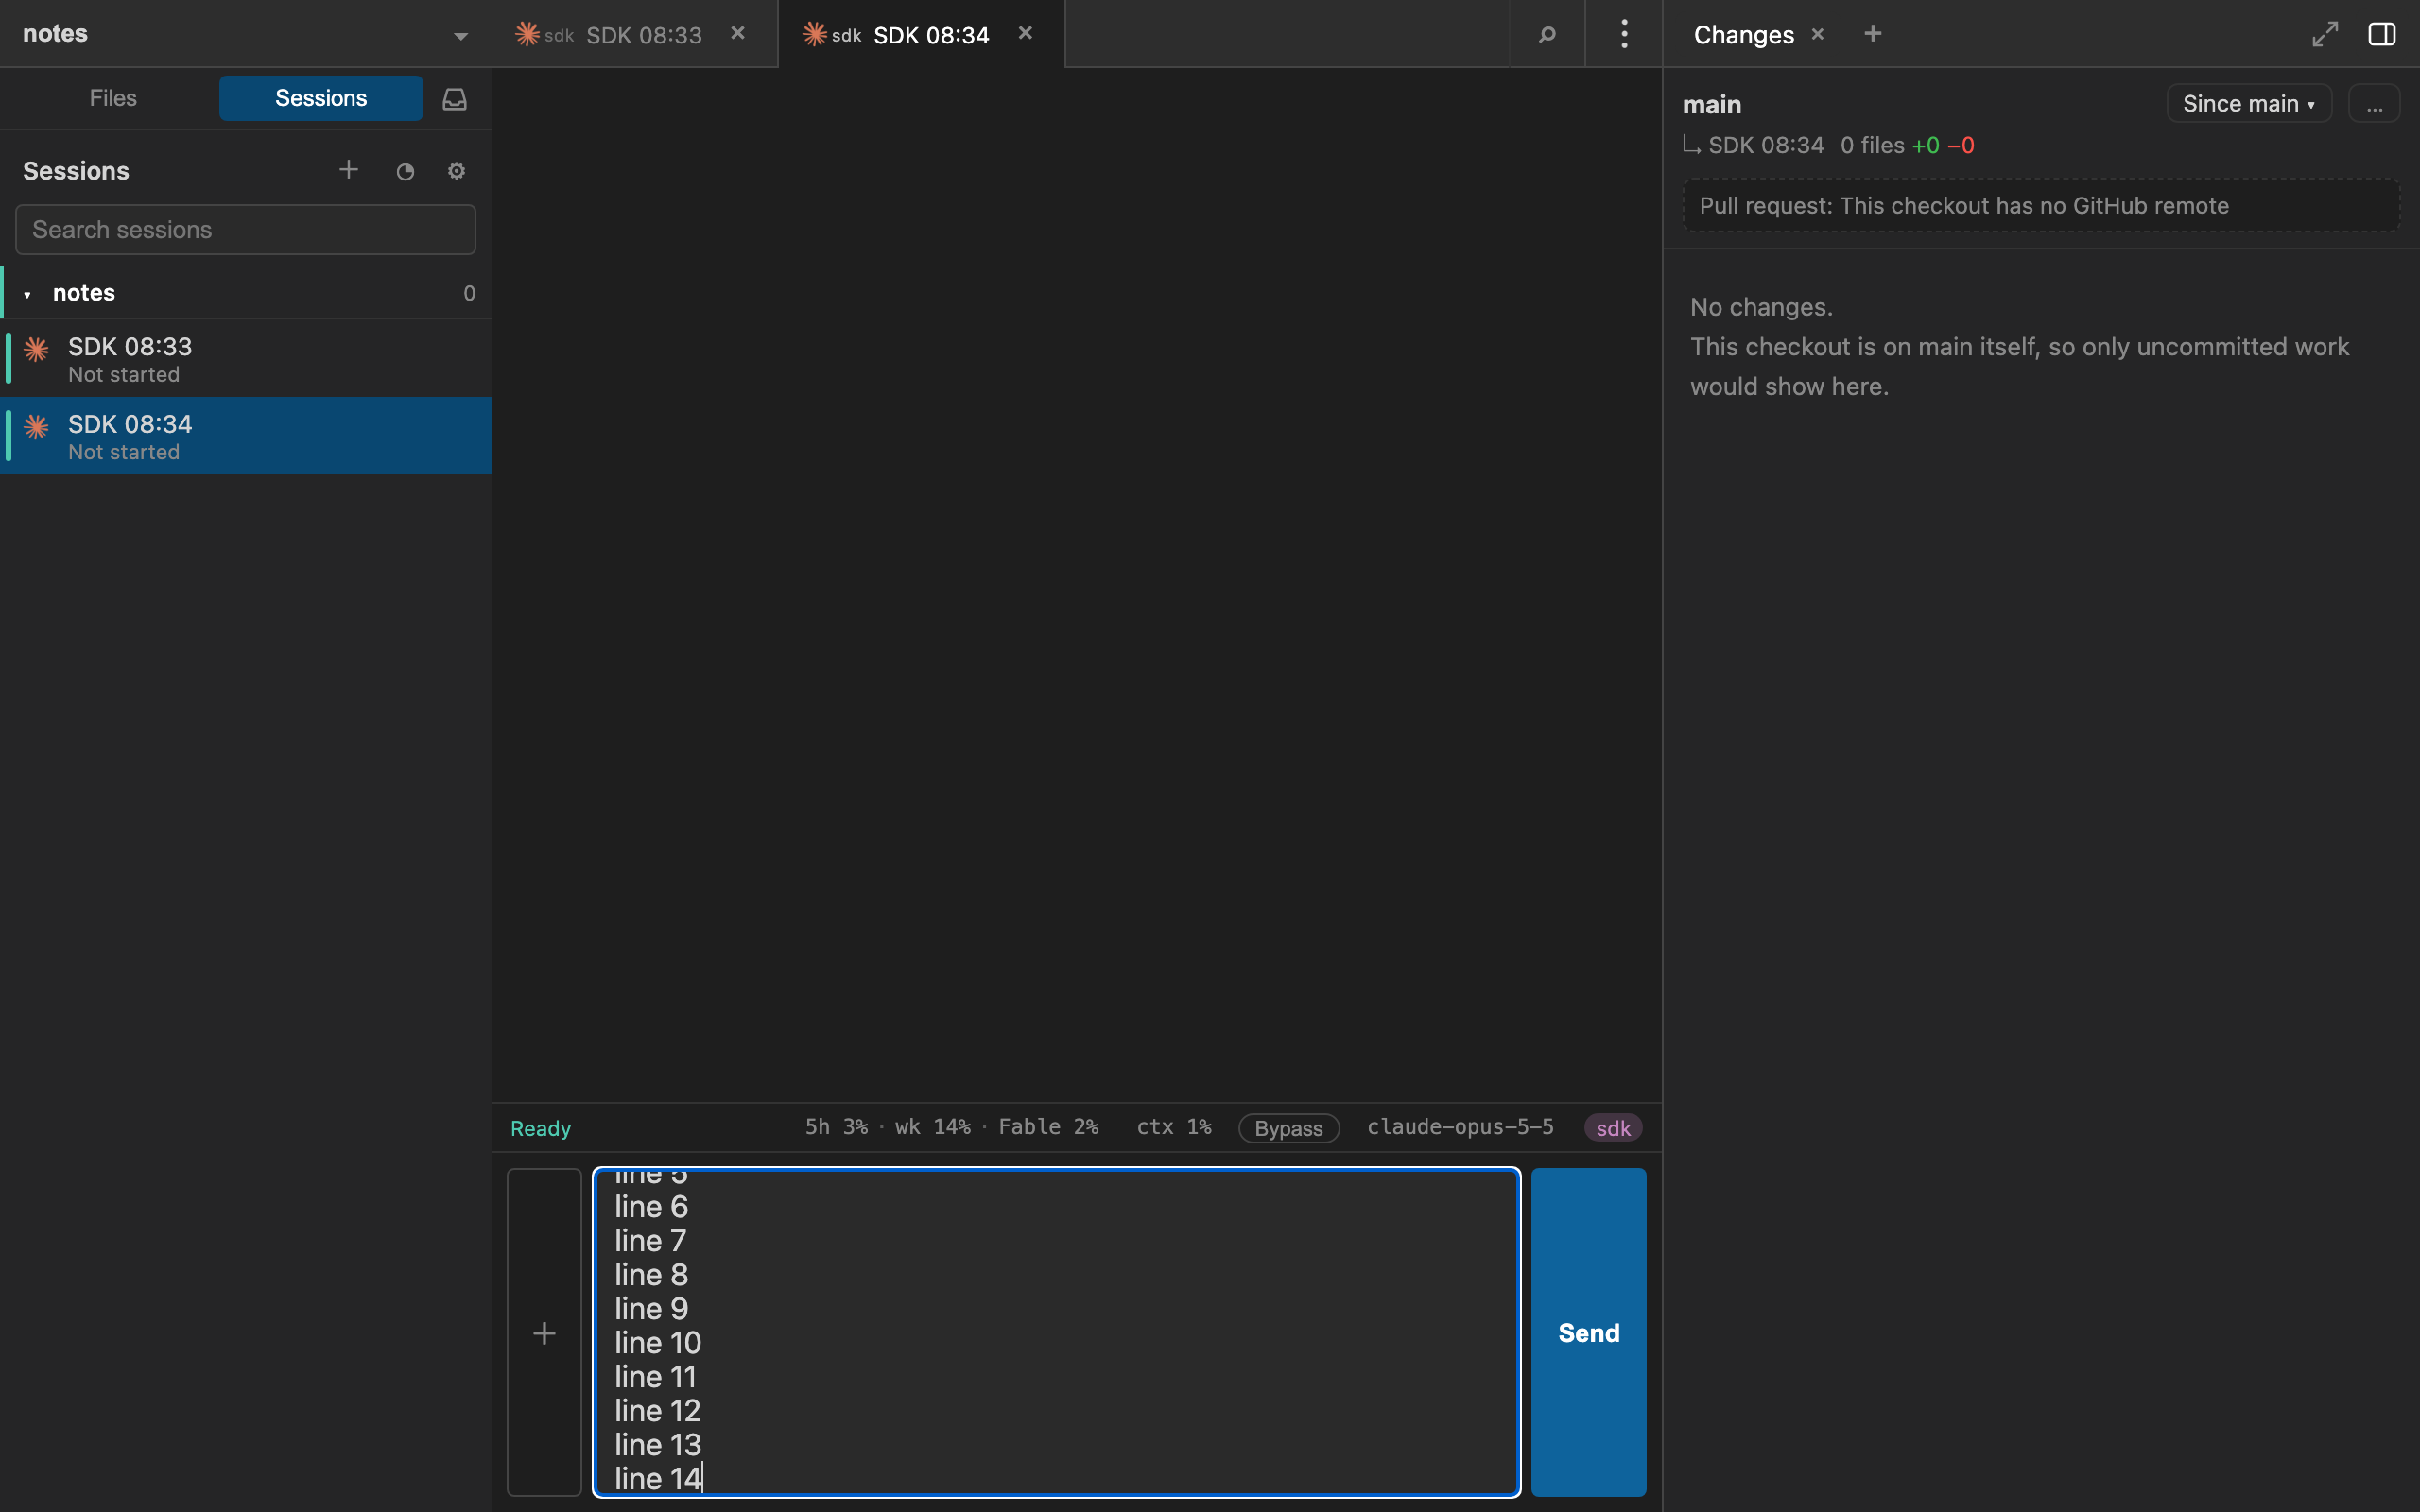 notes
sdk SDK 08:33 ×
sdk SDK 08:34 ×
Changes × +
Files
Sessions
Sessions
Search sessions
notes 0
SDK 08:33
Not started
SDK 08:34
Not started
Ready
5h 3% · wk 14% · Fable 2% ctx 1% Bypass claude-opus-5-5 sdk
line 5
line 6
line 7
line 8
line 9
line 10
line 11
line 12
line 13
line 14
Send
main
Since main ▾ ...
SDK 08:34 0 files +0 −0
Pull request: This checkout has no GitHub remote
No changes.
This checkout is on main itself, so only uncommitted work
would show here.